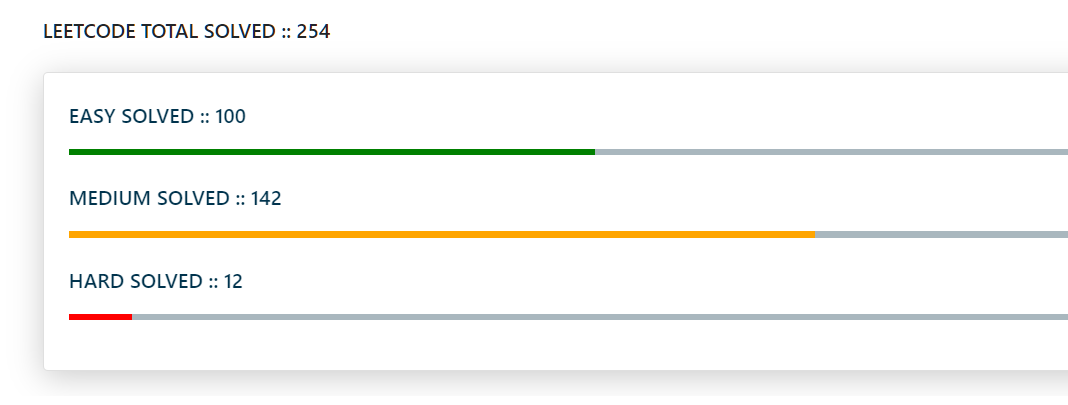 LEETCODE TOTAL SOLVED :: 254
EASY SOLVED :: 100
MEDIUM SOLVED :: 142
HARD SOLVED :: 12